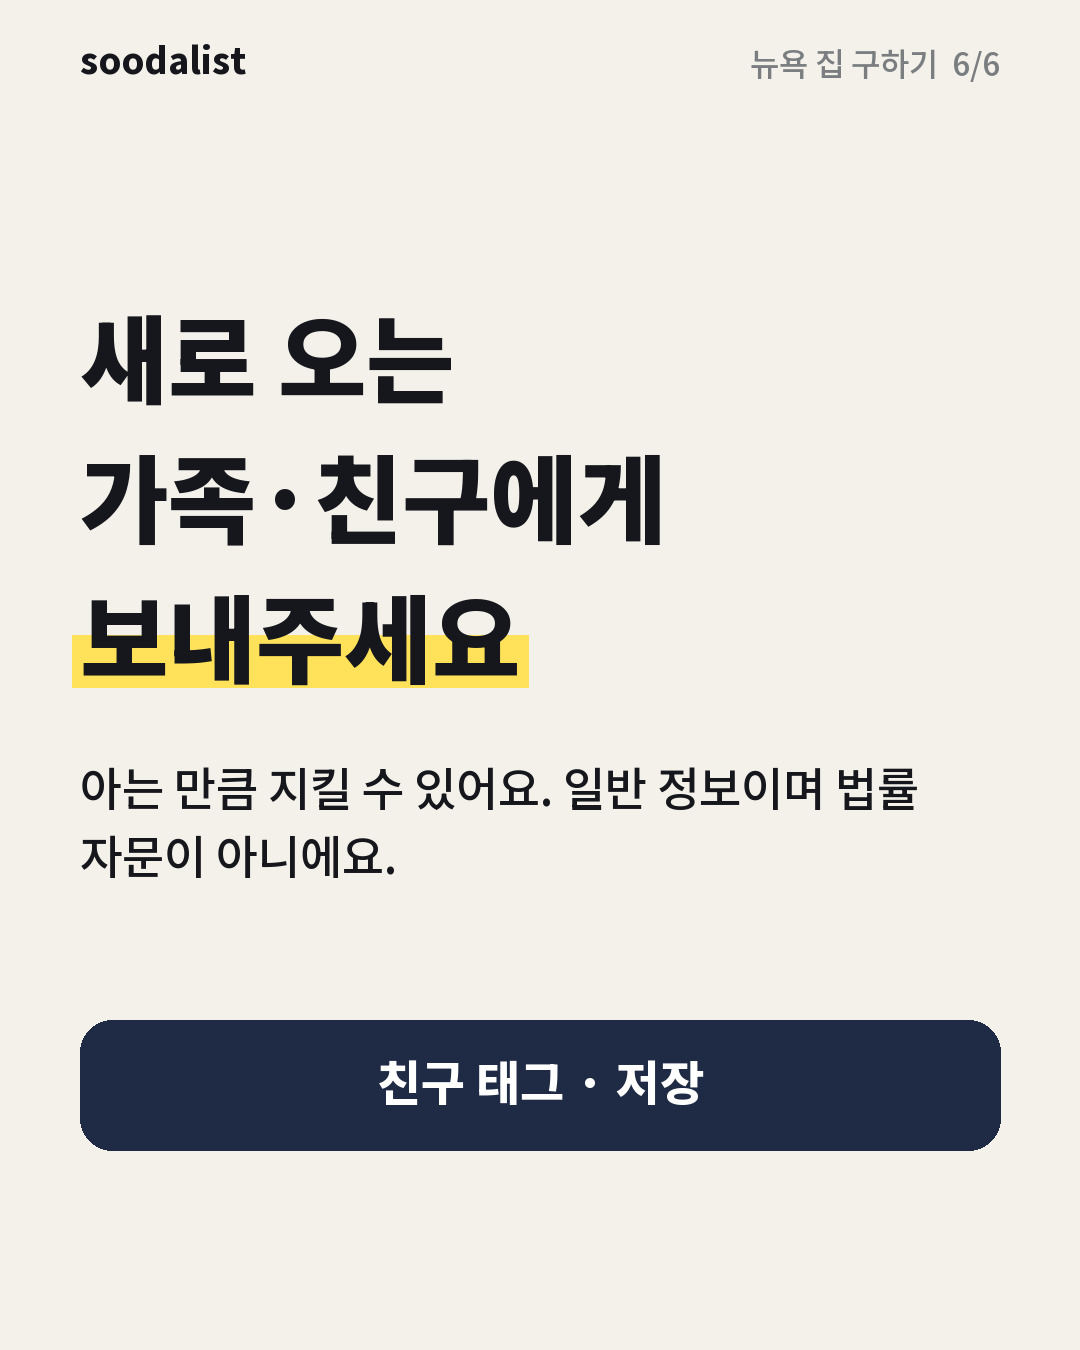 soodalist
뉴욕 집 구하기 6/6
새로 오는
가족·친구에게
보내주세요
아는 만큼 지킬 수 있어요. 일반 정보이며 법률
자문이 아니에요.
친구 태그 · 저장